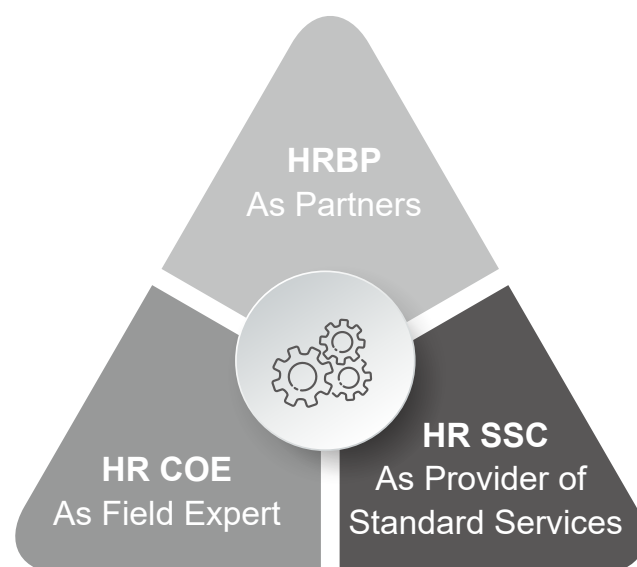 HRBP
As Partners
HR COE
As Field Expert
HR SSC
As Provider of
Standard Services